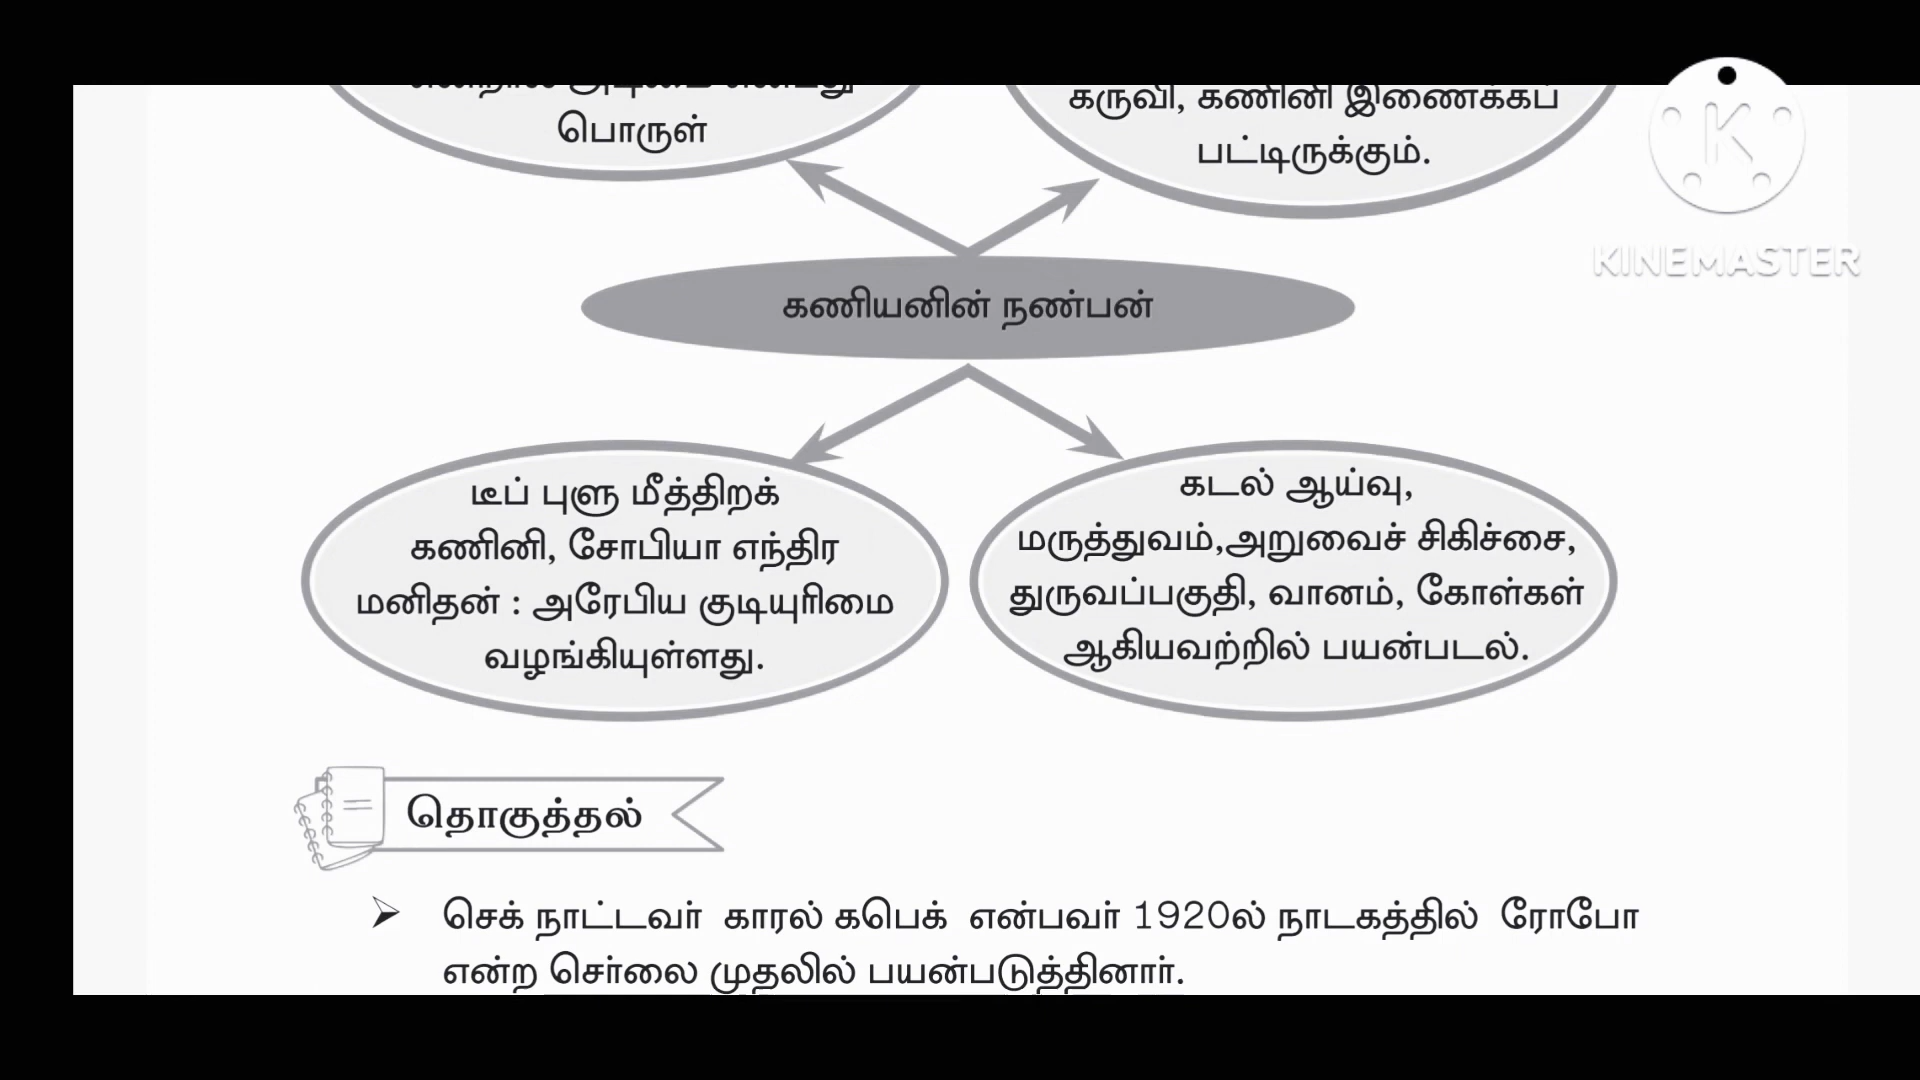 பொருள்
கருவி, கணினி இணைக்கப்
பட்டிருக்கும்.
KINEMASTER
கணியனின் நண்பன்
டீப் புளு மீத்திறக்
கணினி, சோபியா எந்திர
மனிதன் : அரேபிய குடியுரிமை
வழங்கியுள்ளது.
கடல் ஆய்வு,
மருத்துவம்,அறுவைச் சிகிச்சை,
துருவப்பகுதி, வானம், கோள்கள்
ஆகியவற்றில் பயன்படல்.
தொகுத்தல்
செக் நாட்டவர் காரல் கபெக் என்பவர் 1920ல் நாடகத்தில் ரோபோ
என்ற சொ்லை முதலில் பயன்படுத்தினார்.